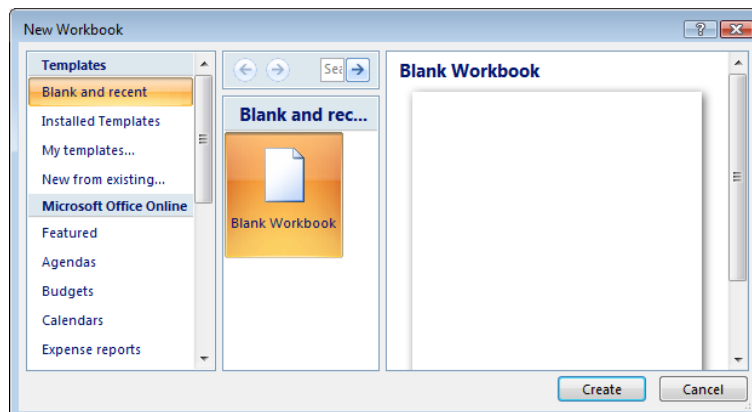 New Workbook
Templates
Blank and recent
Installed Templates
My templates...
New from existing...
Microsoft Office Online
Featured
Agendas
Budgets
Calendars
Expense reports
Sea
Blank and rec...
Blank Workbook
Blank Workbook
Create
Cancel